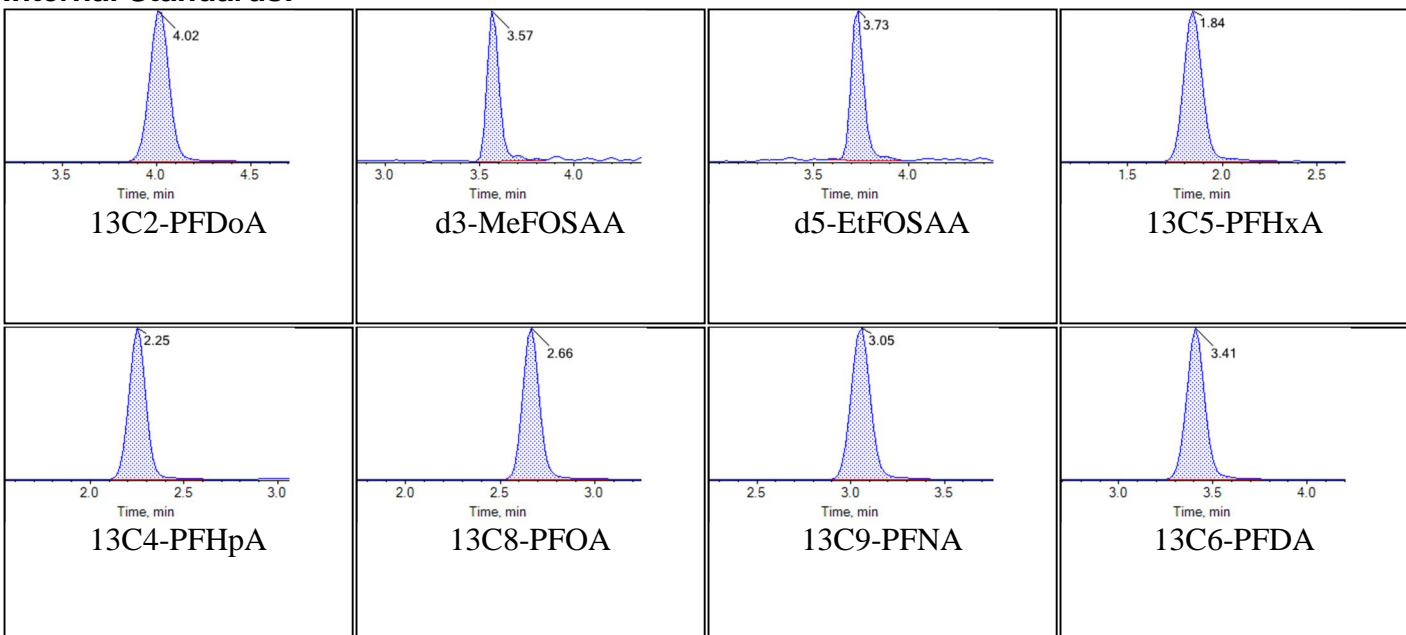 Internal Standards:
4.02
3.5 4.0 4.5
Time, min
13C2-PFDoA
3.57
3.0 3.5 4.0
Time, min
d3-MeFOSAA
3.73
3.5 4.0
Time, min
d5-EtFOSAA
1.84
1.5 2.0 2.5
Time, min
13C5-PFHxA
2.25
2.0 2.5 3.0
Time, min
13C4-PFHpA
2.66
2.0 2.5 3.0
Time, min
13C8-PFOA
3.05
2.5 3.0 3.5
Time, min
13C9-PFNA
3.41
3.0 3.5 4.0
Time, min
13C6-PFDA